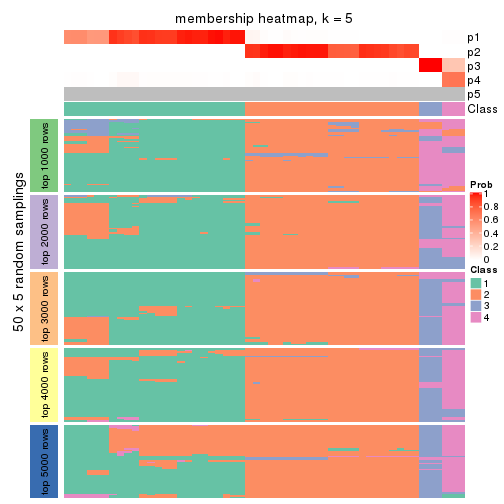 membership heatmap, k = 5
p1
p2
p3
p4
p5
Class
50 x 5 random samplings
top 1000 rows
top 2000 rows
top 3000 rows
top 4000 rows
top 5000 rows
Prob
1
0.8
0.6
0.4
0.2
0
Class
1
2
3
4